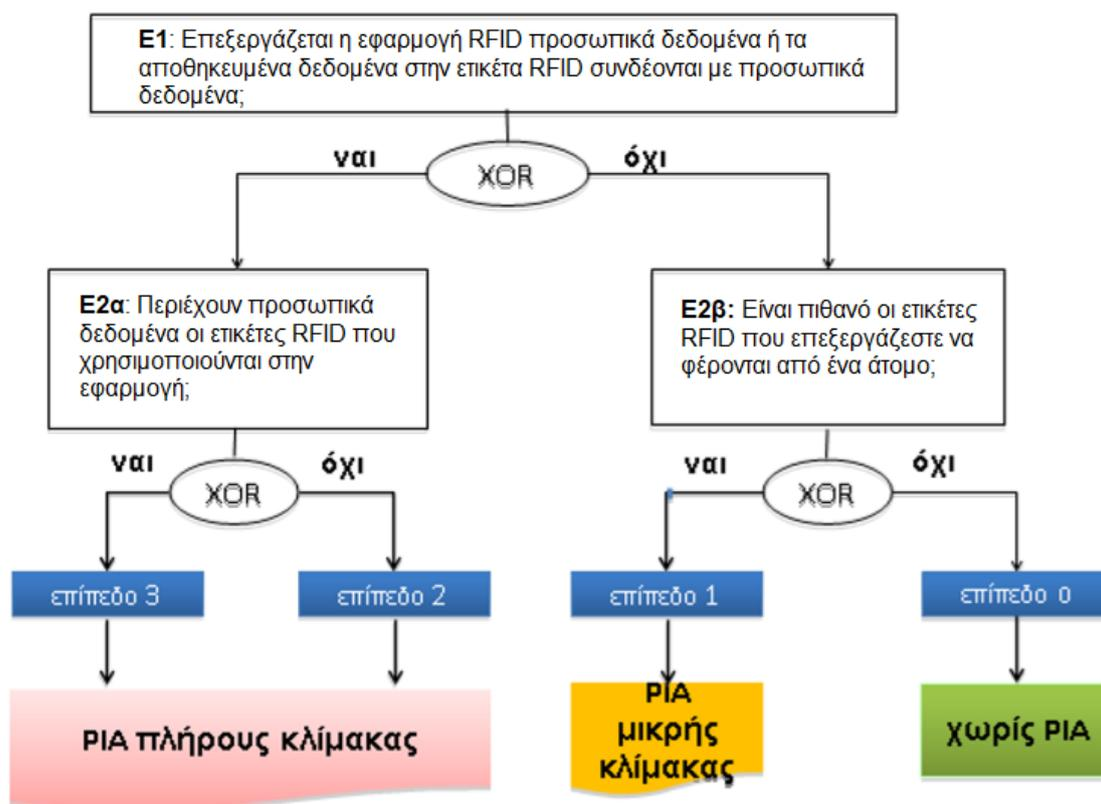 Ε1: Επεξεργάζεται η εφαρμογή RFID προσωπικά δεδομένα ή τα
αποθηκευμένα δεδομένα στην ετικέτα RFID συνδέονται με προσωπικά
δεδομένα;
ναι
XOR
όχι
Ε2α: Περιέχουν προσωπικά
δεδομένα οι ετικέτες RFID που
χρησιμοποιούνται στην
εφαρμογή;
Ε2β: Είναι πιθανό οι ετικέτες
RFID που επεξεργάζεστε να
φέρονται από ένα άτομο;
ναι
XOR
όχι
ναι
XOR
όχι
επίπεδο 3
επίπεδο 2
επίπεδο 1
επίπεδο 0
PIA πλήρους κλίμακας
PIA
μικρής
κλίμακας
χωρίς PIA